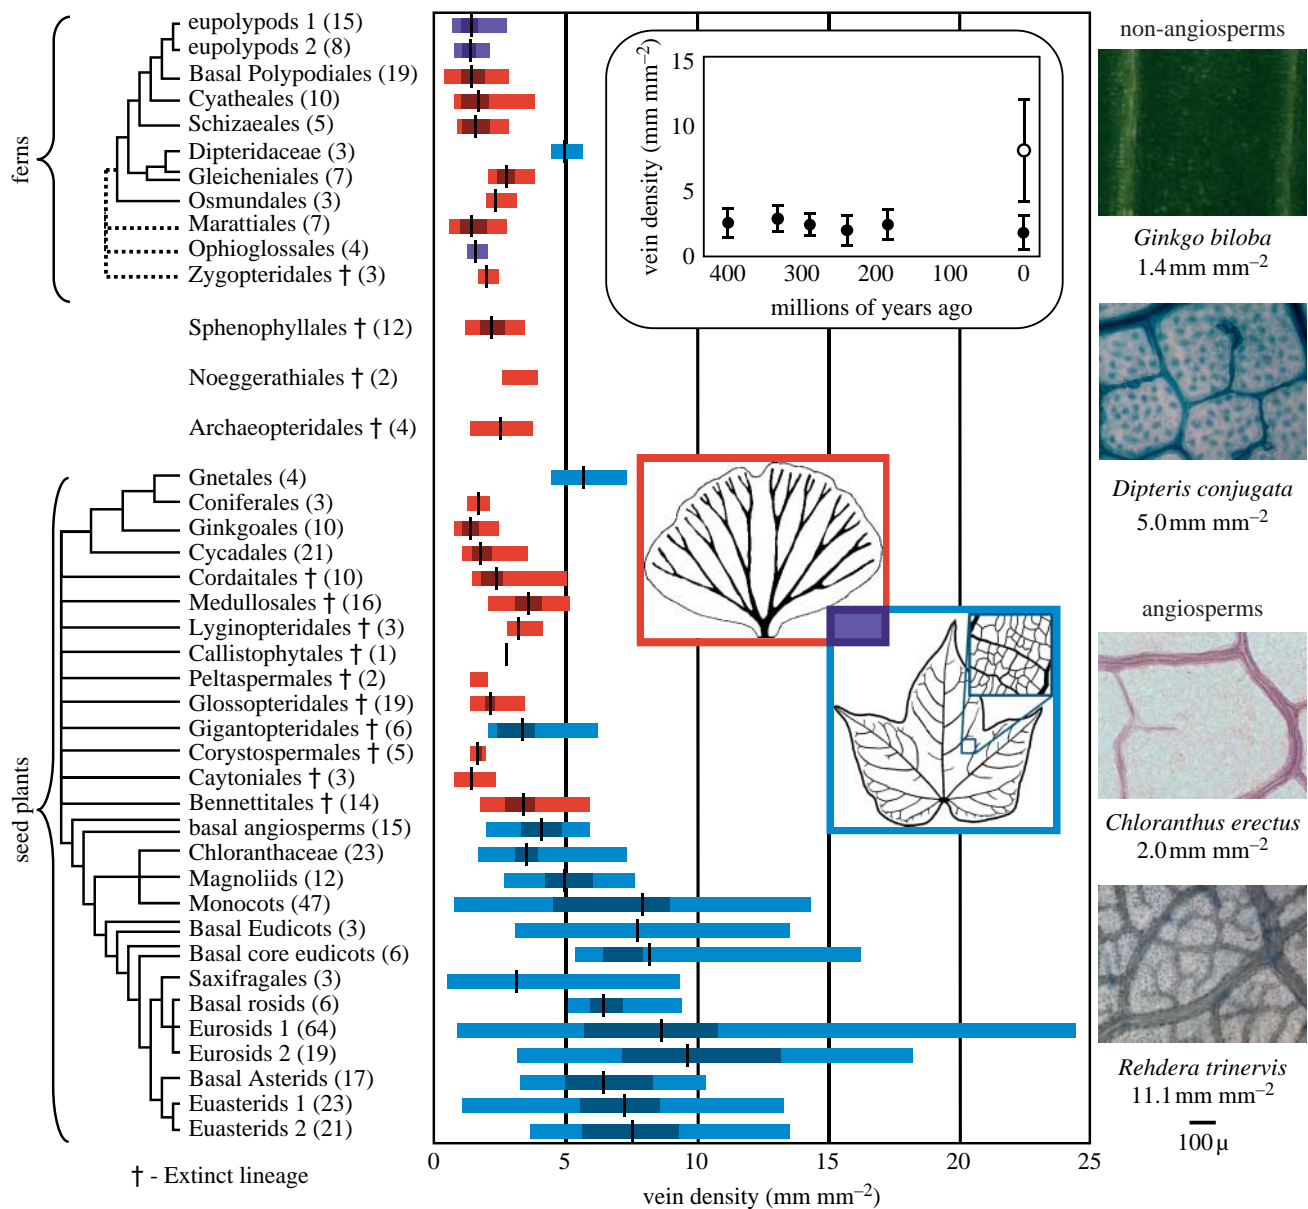 ferns
eupolypods 1 (15)
eupolypods 2 (8)
Basal Polypodiales (19)
Cyatheales (10)
Schizaeales (5)
Dipteridaceae (3)
Gleicheniales (7)
Osmundales (3)
Marattiales (7)
Ophioglossales (4)
Zygopteridales † (3)
Sphenophyllales † (12)
Noeggerathiales † (2)
Archaeopteridales † (4)
seed plants
Gnetales (4)
Coniferales (3)
Ginkgoales (10)
Cycadales (21)
Cordaitales † (10)
Medullosales † (16)
Lyginopteridales † (3)
Callistophytales † (1)
Peltaspermales † (2)
Glossopteridales † (19)
Gigantopteridales † (6)
Corystospermales † (5)
Caytoniales † (3)
Bennettitales † (14)
basal angiosperms (15)
Chloranthaceae (23)
Magnoliids (12)
Monocots (47)
Basal Eudicots (3)
Basal core eudicots (6)
Saxifragales (3)
Basal rosids (6)
Eurosids 1 (64)
Eurosids 2 (19)
Basal Asterids (17)
Euasterids 1 (23)
Euasterids 2 (21)
† - Extinct lineage
0 5 10 15 20 25
vein density (mm mm⁻²)
vein density (mm mm⁻²)
15
10
5
0
400 300 200 100 0
millions of years ago
non-angiosperms
Ginkgo biloba
1.4 mm mm⁻²
Dipteris conjugata
5.0 mm mm⁻²
angiosperms
Chloranthus erectus
2.0 mm mm⁻²
Rehdera trinervis
11.1 mm mm⁻²
100 µ